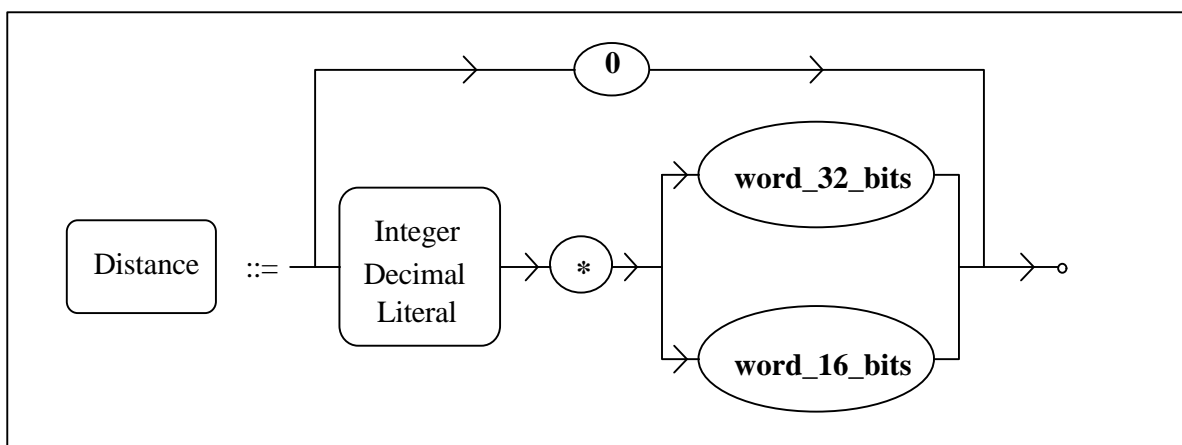 0
word_32_bits
Distance ::= Integer
Decimal
Literal
*
word_16_bits